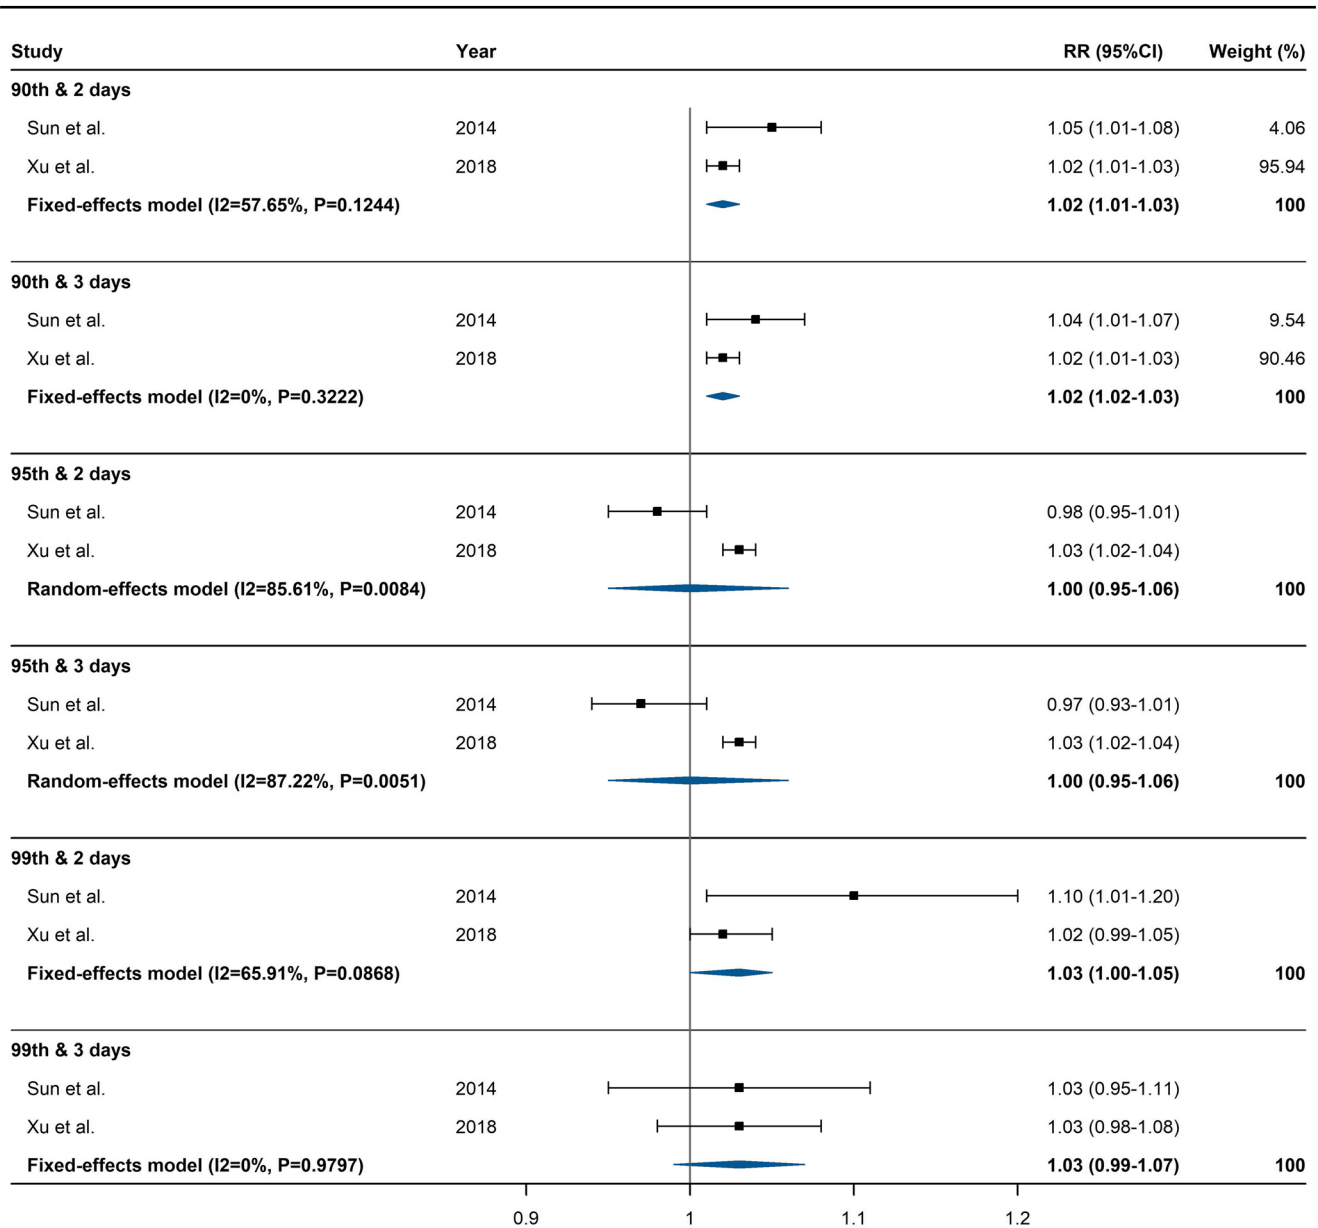 Study Year RR (95%CI) Weight (%)
90th & 2 days
Sun et al. 2014 1.05 (1.01-1.08) 4.06
Xu et al. 2018 1.02 (1.01-1.03) 95.94
Fixed-effects model (I2=57.65%, P=0.1244) 1.02 (1.01-1.03) 100
90th & 3 days
Sun et al. 2014 1.04 (1.01-1.07) 9.54
Xu et al. 2018 1.02 (1.01-1.03) 90.46
Fixed-effects model (I2=0%, P=0.3222) 1.02 (1.02-1.03) 100
95th & 2 days
Sun et al. 2014 0.98 (0.95-1.01)
Xu et al. 2018 1.03 (1.02-1.04)
Random-effects model (I2=85.61%, P=0.0084) 1.00 (0.95-1.06) 100
95th & 3 days
Sun et al. 2014 0.97 (0.93-1.01)
Xu et al. 2018 1.03 (1.02-1.04)
Random-effects model (I2=87.22%, P=0.0051) 1.00 (0.95-1.06) 100
99th & 2 days
Sun et al. 2014 1.10 (1.01-1.20)
Xu et al. 2018 1.02 (0.99-1.05)
Fixed-effects model (I2=65.91%, P=0.0868) 1.03 (1.00-1.05) 100
99th & 3 days
Sun et al. 2014 1.03 (0.95-1.11)
Xu et al. 2018 1.03 (0.98-1.08)
Fixed-effects model (I2=0%, P=0.9797) 1.03 (0.99-1.07) 100
0.9 1 1.1 1.2